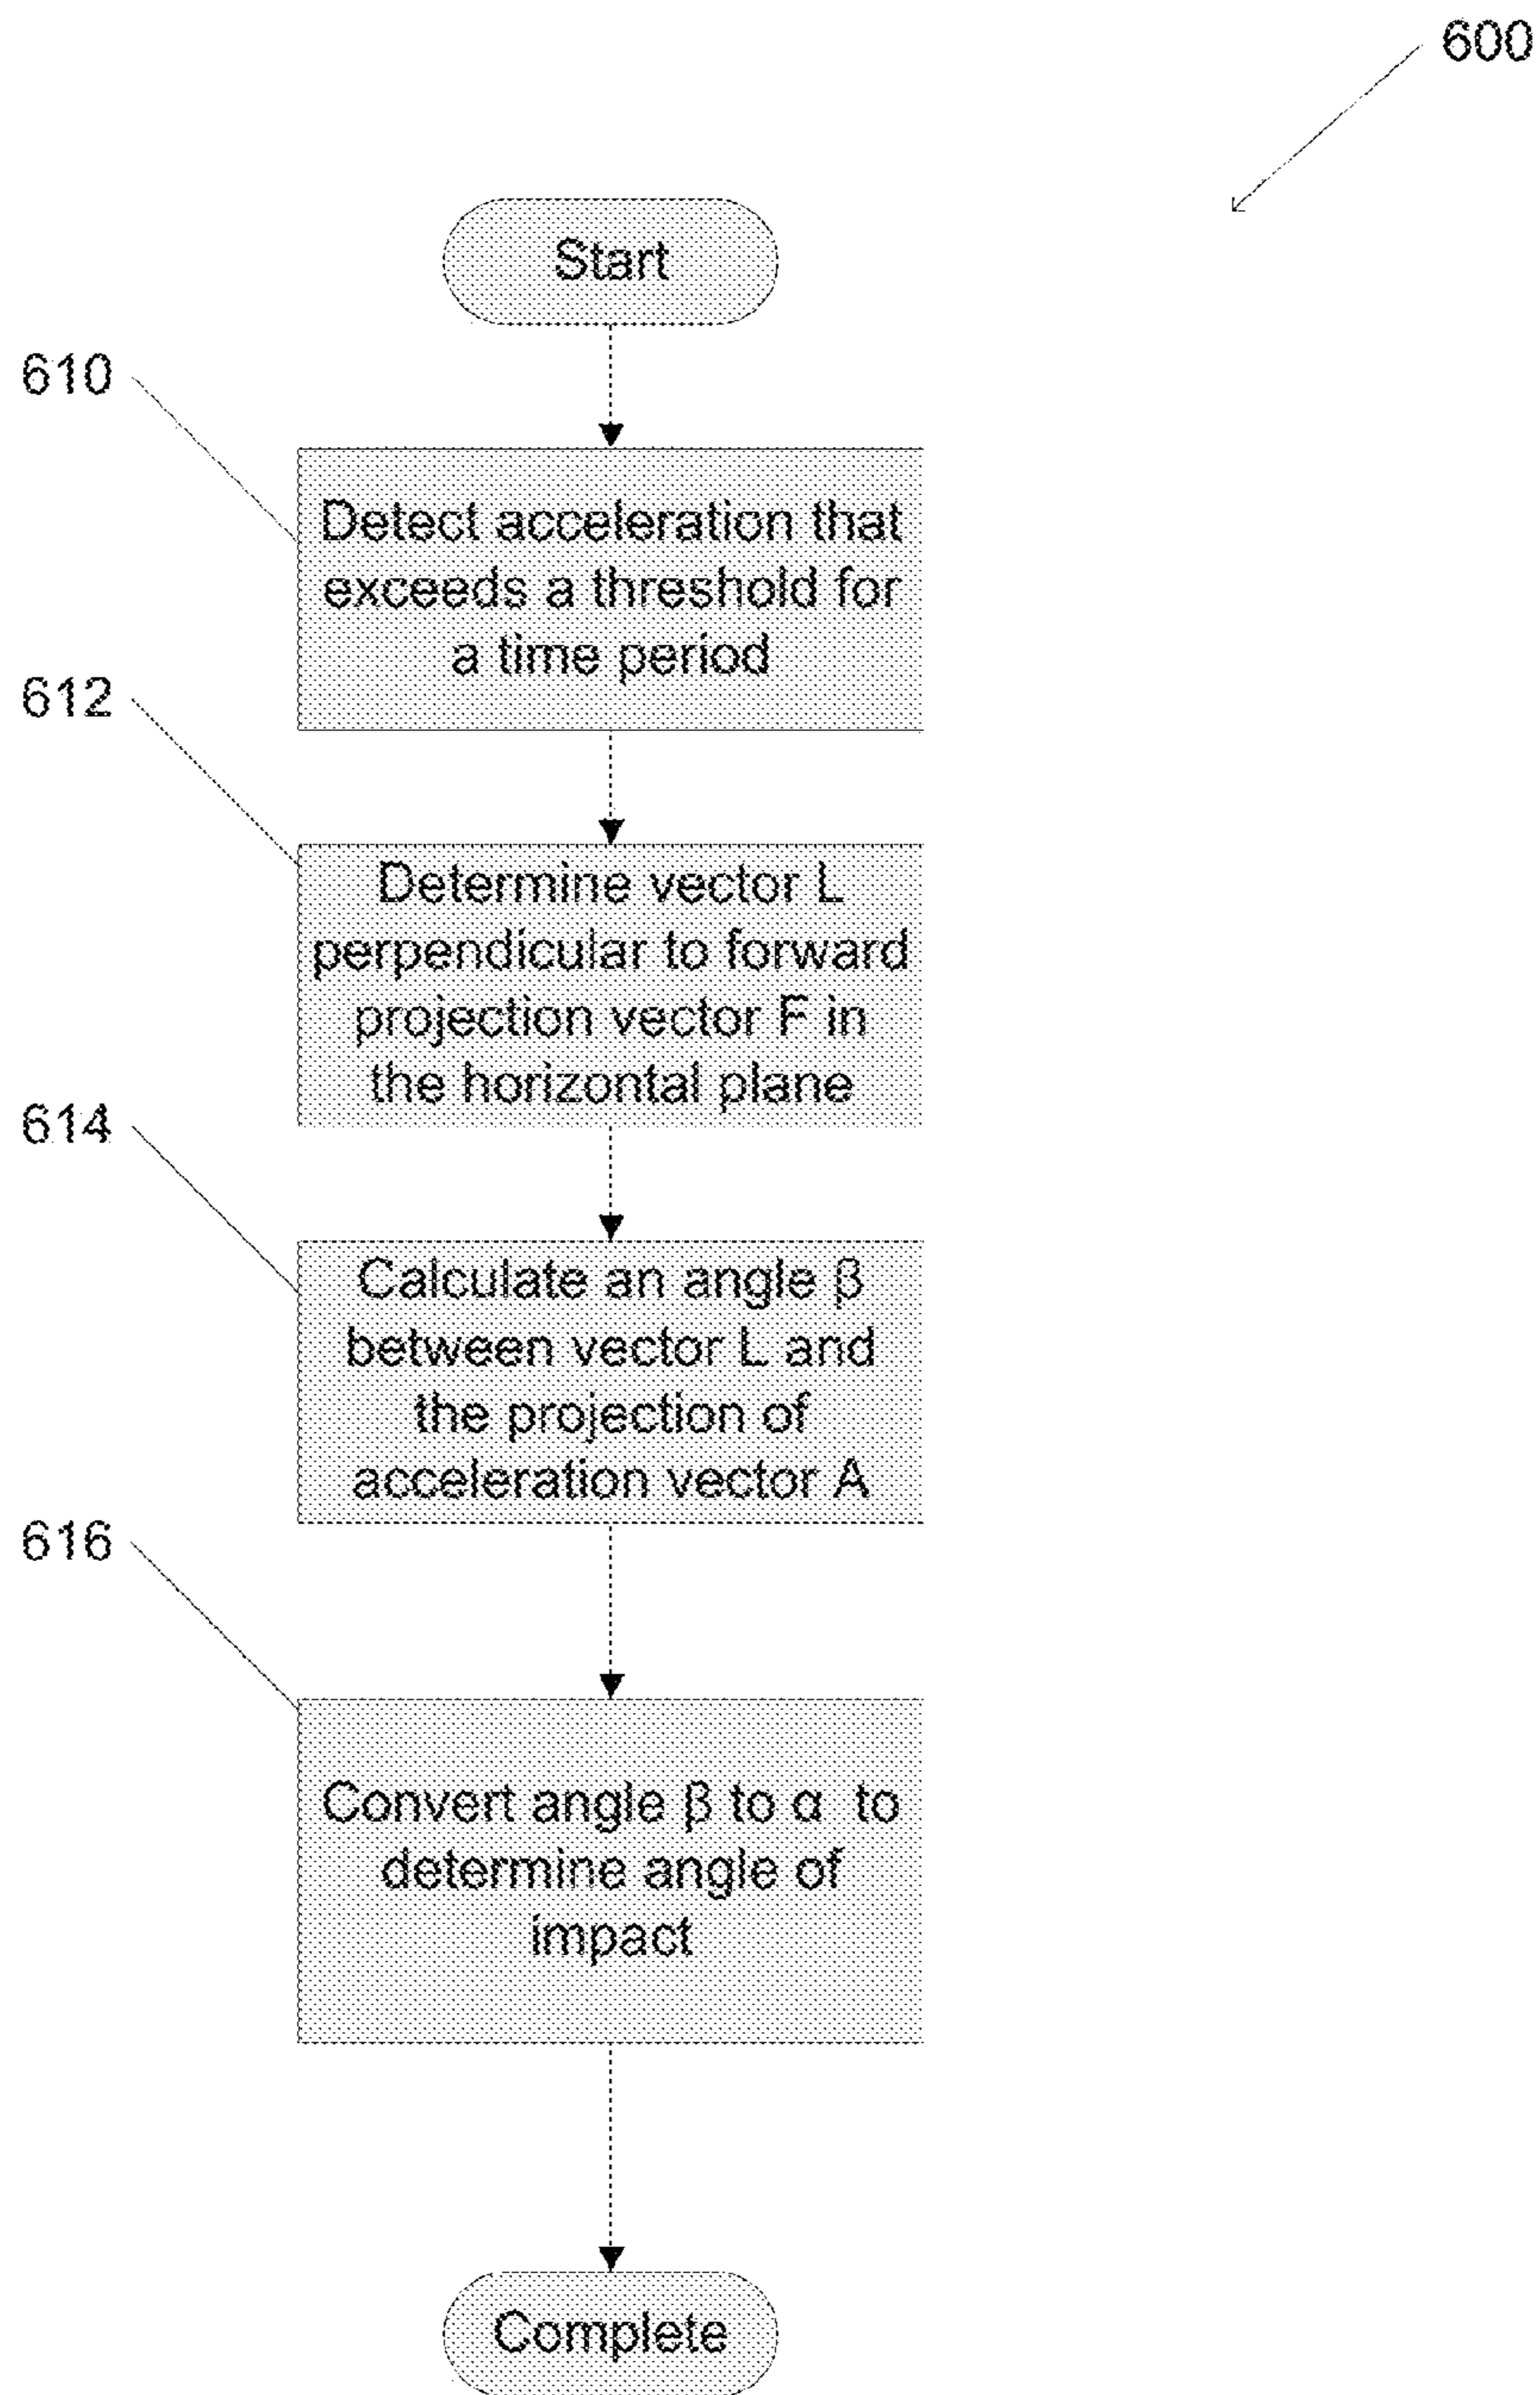 600
Start
610
Detect acceleration that
exceeds a threshold for
a time period
612
Determine vector L
perpendicular to forward
projection vector F in
the horizontal plane
614
Calculate an angle β
between vector L and
the projection of
acceleration vector A
616
Convert angle β to α to
determine angle of
impact
Complete